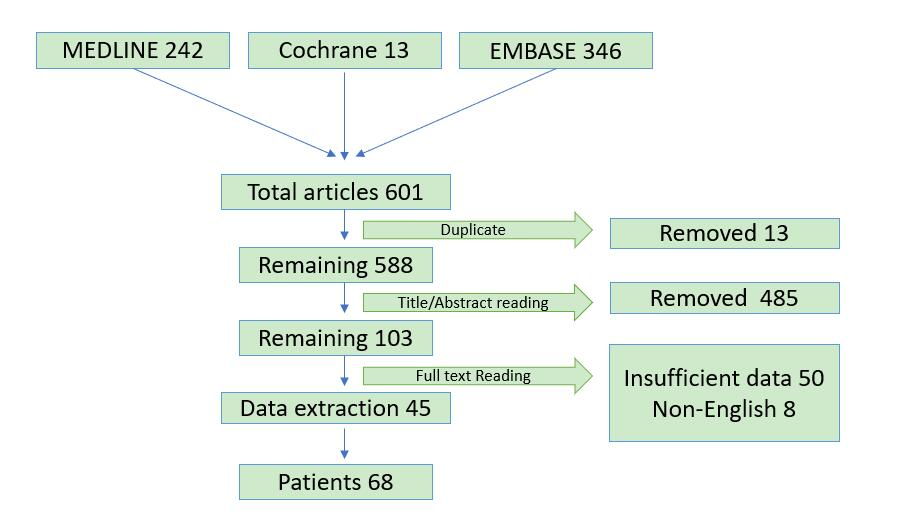 MEDLINE 242
Cochrane 13
EMBASE 346
Total articles 601
Duplicate
Removed 13
Remaining 588
Title/Abstract reading
Removed 485
Remaining 103
Full text Reading
Insufficient data 50
Non-English 8
Data extraction 45
Patients 68